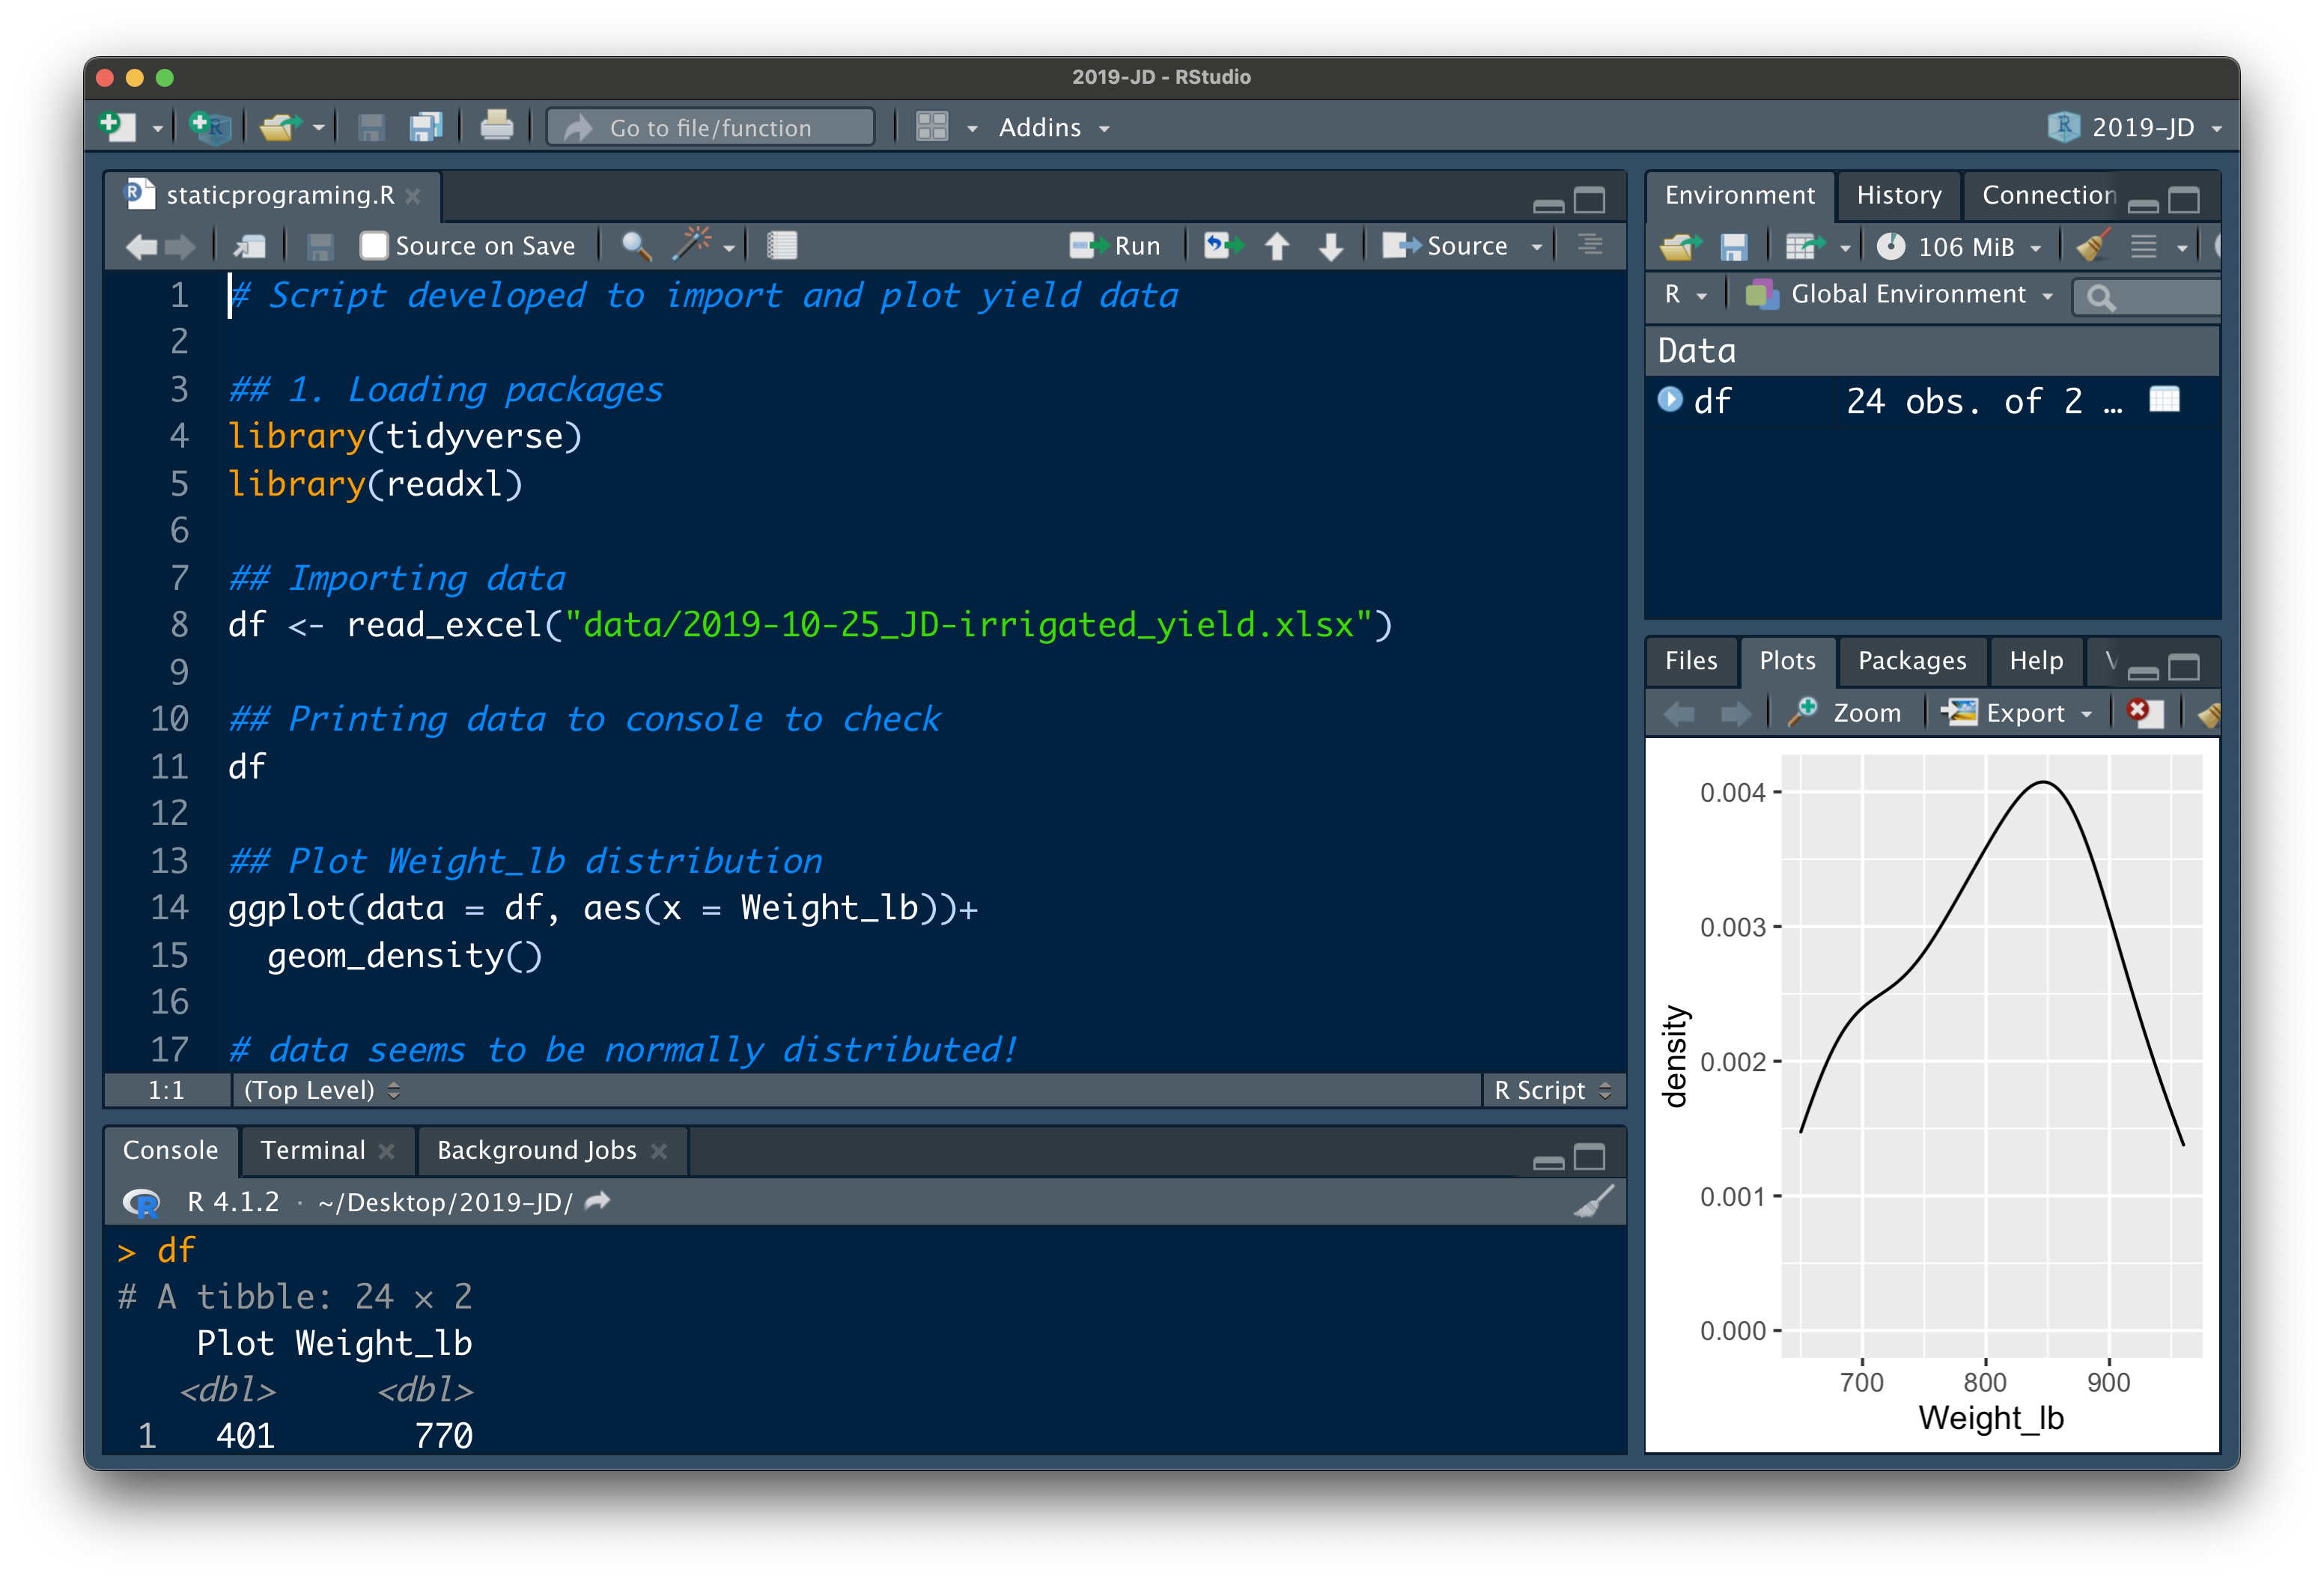 2019-JD - RStudio
Go to file/function
Addins
2019-JD
staticprograming.R
Source on Save
Run
Source
1 # Script developed to import and plot yield data
2
3 ## 1. Loading packages
4 library(tidyverse)
5 library(readxl)
6
7 ## Importing data
8 df <- read_excel("data/2019-10-25_JD-irrigated_yield.xlsx")
9
10 ## Printing data to console to check
11 df
12
13 ## Plot Weight_lb distribution
14 ggplot(data = df, aes(x = Weight_lb))+
15   geom_density()
16
17 # data seems to be normally distributed!
1:1 (Top Level) R Script
Console Terminal Background Jobs
R 4.1.2 · ~/Desktop/2019-JD/
> df
# A tibble: 24 × 2
Plot Weight_lb
<dbl> <dbl>
1 401 770
Environment History Connection
106 MiB
R Global Environment
Data
df 24 obs. of 2 …
Files Plots Packages Help
Zoom Export
0.004
0.003
0.002
0.001
0.000
density
700 800 900
Weight_lb